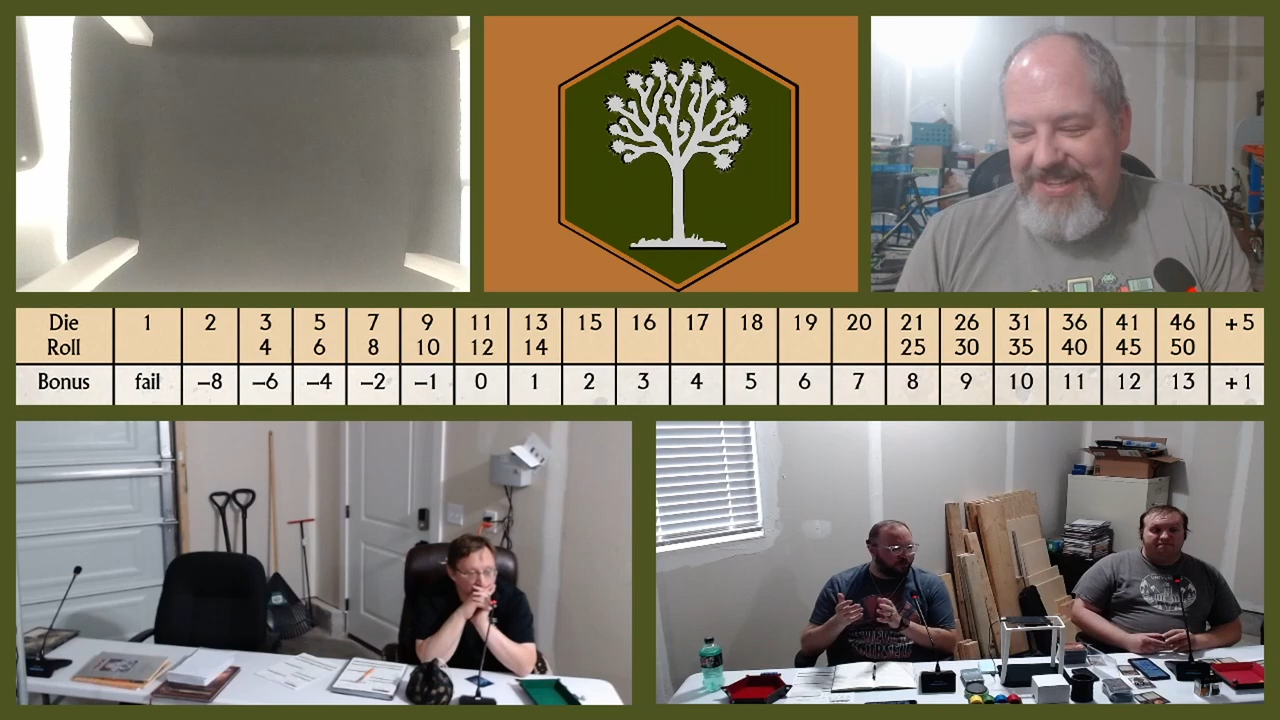 Die Roll 1 2 3 4 5 6 7 8 9 10 11 12 13 14 15 16 17 18 19 20 21 25 26 30 31 35 36 40 41 45 46 50 +5
Bonus fail –8 –6 –4 –2 –1 0 1 2 3 4 5 6 7 8 9 10 11 12 13 +1